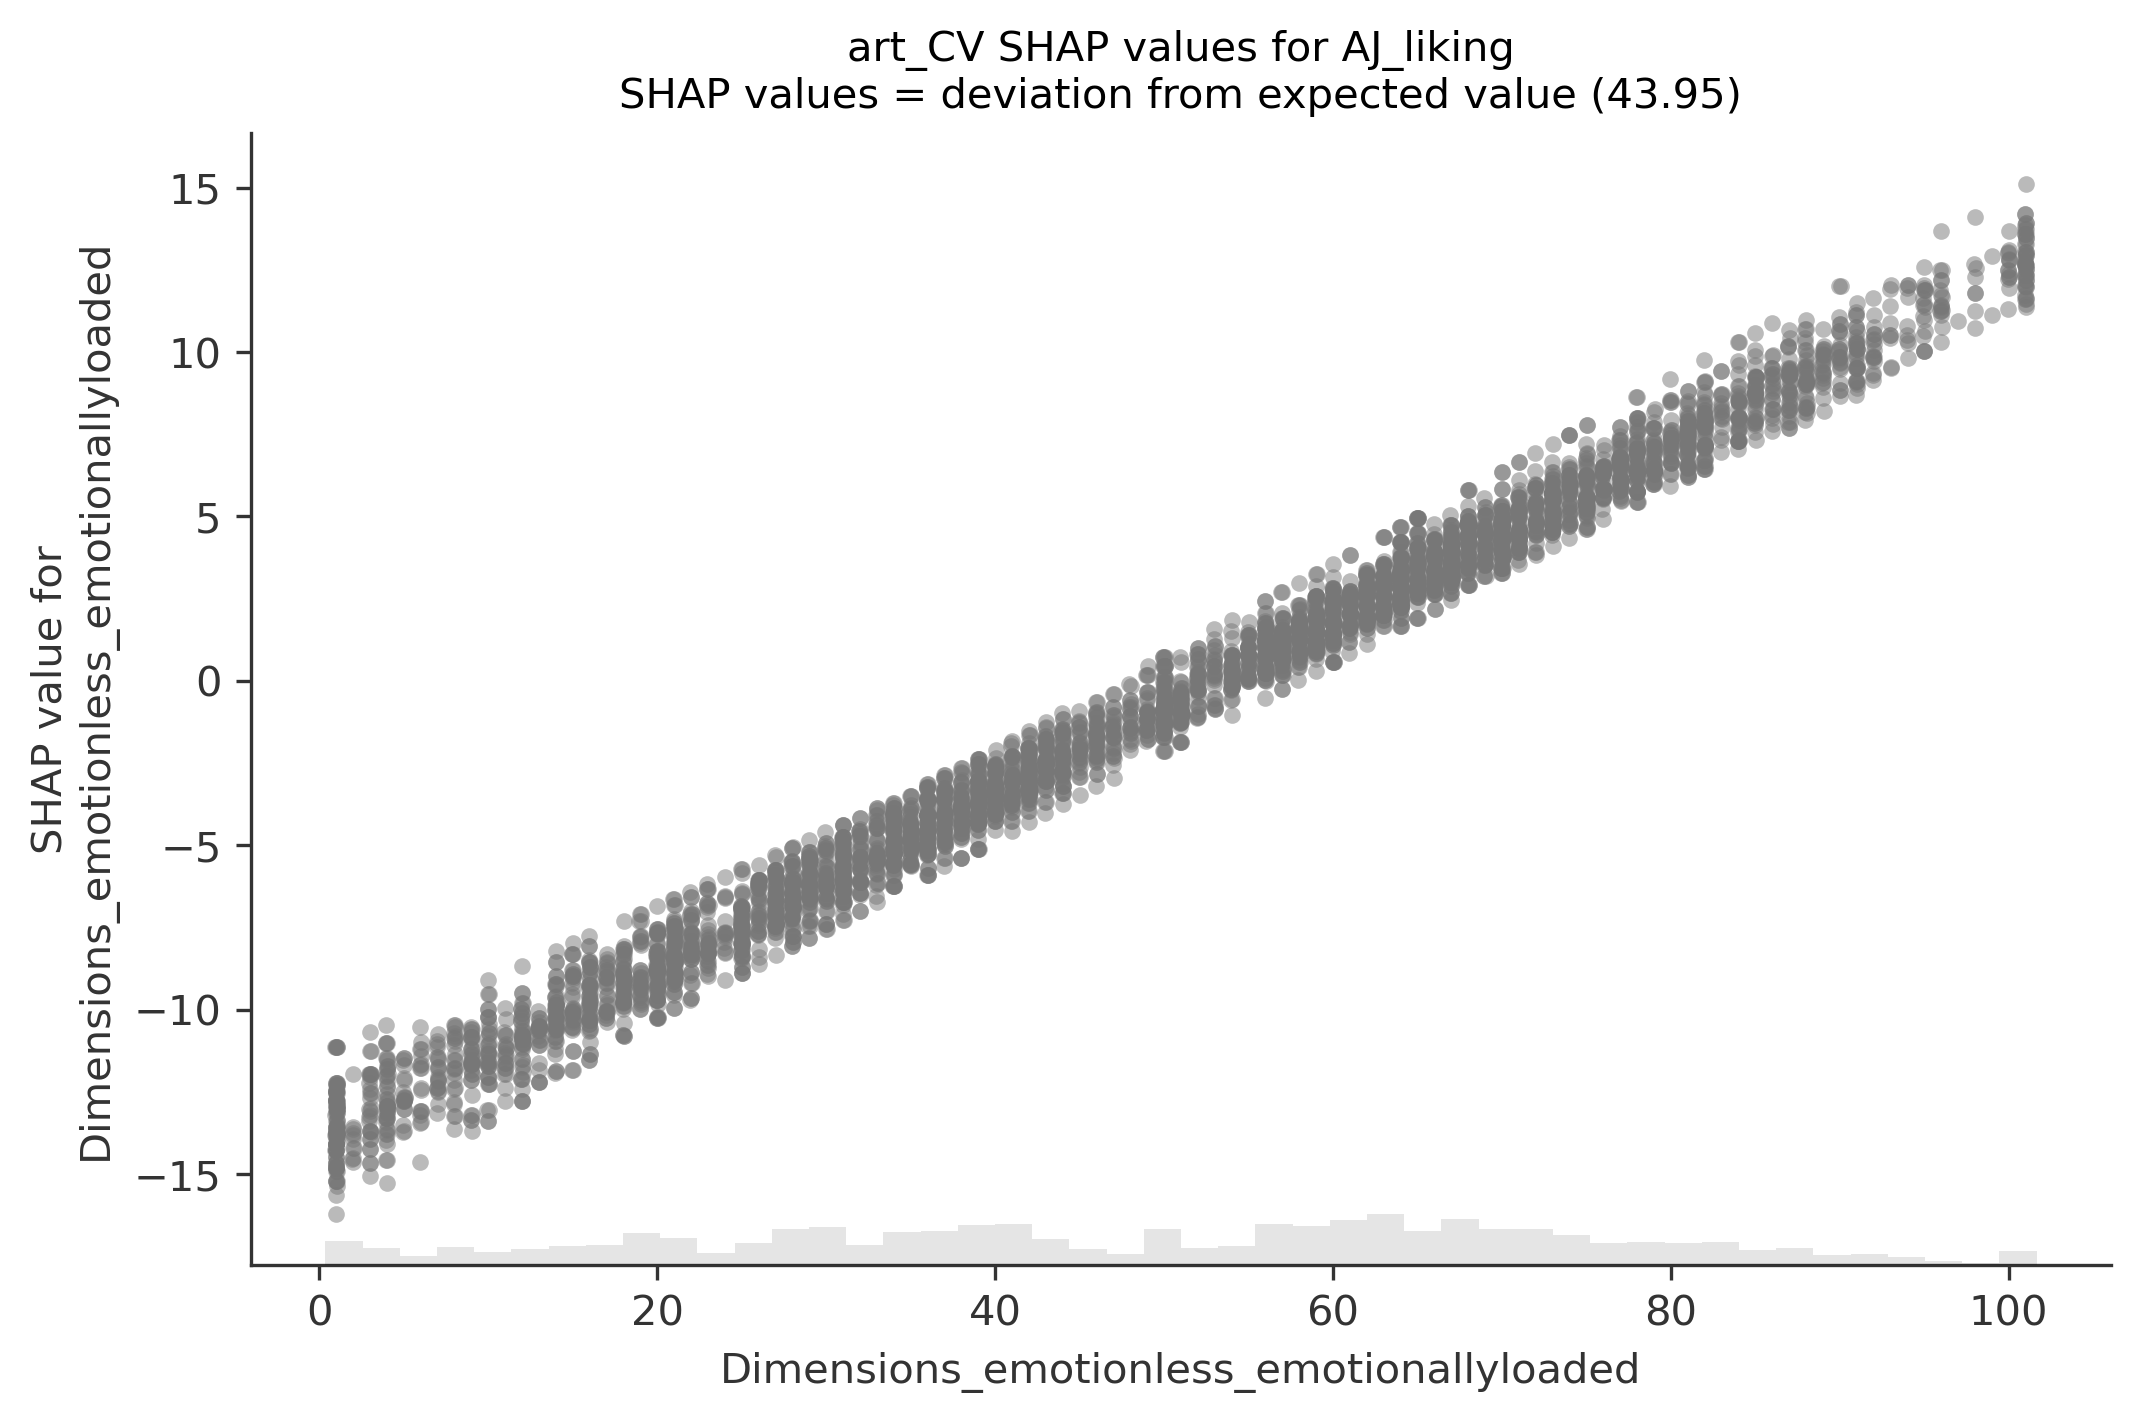 art_CV SHAP values for AJ_liking
SHAP values = deviation from expected value (43.95)
SHAP value for
Dimensions_emotionless_emotionallyloaded
15
10
5
0
−5
−10
−15
0
20
40
60
80
100
Dimensions_emotionless_emotionallyloaded